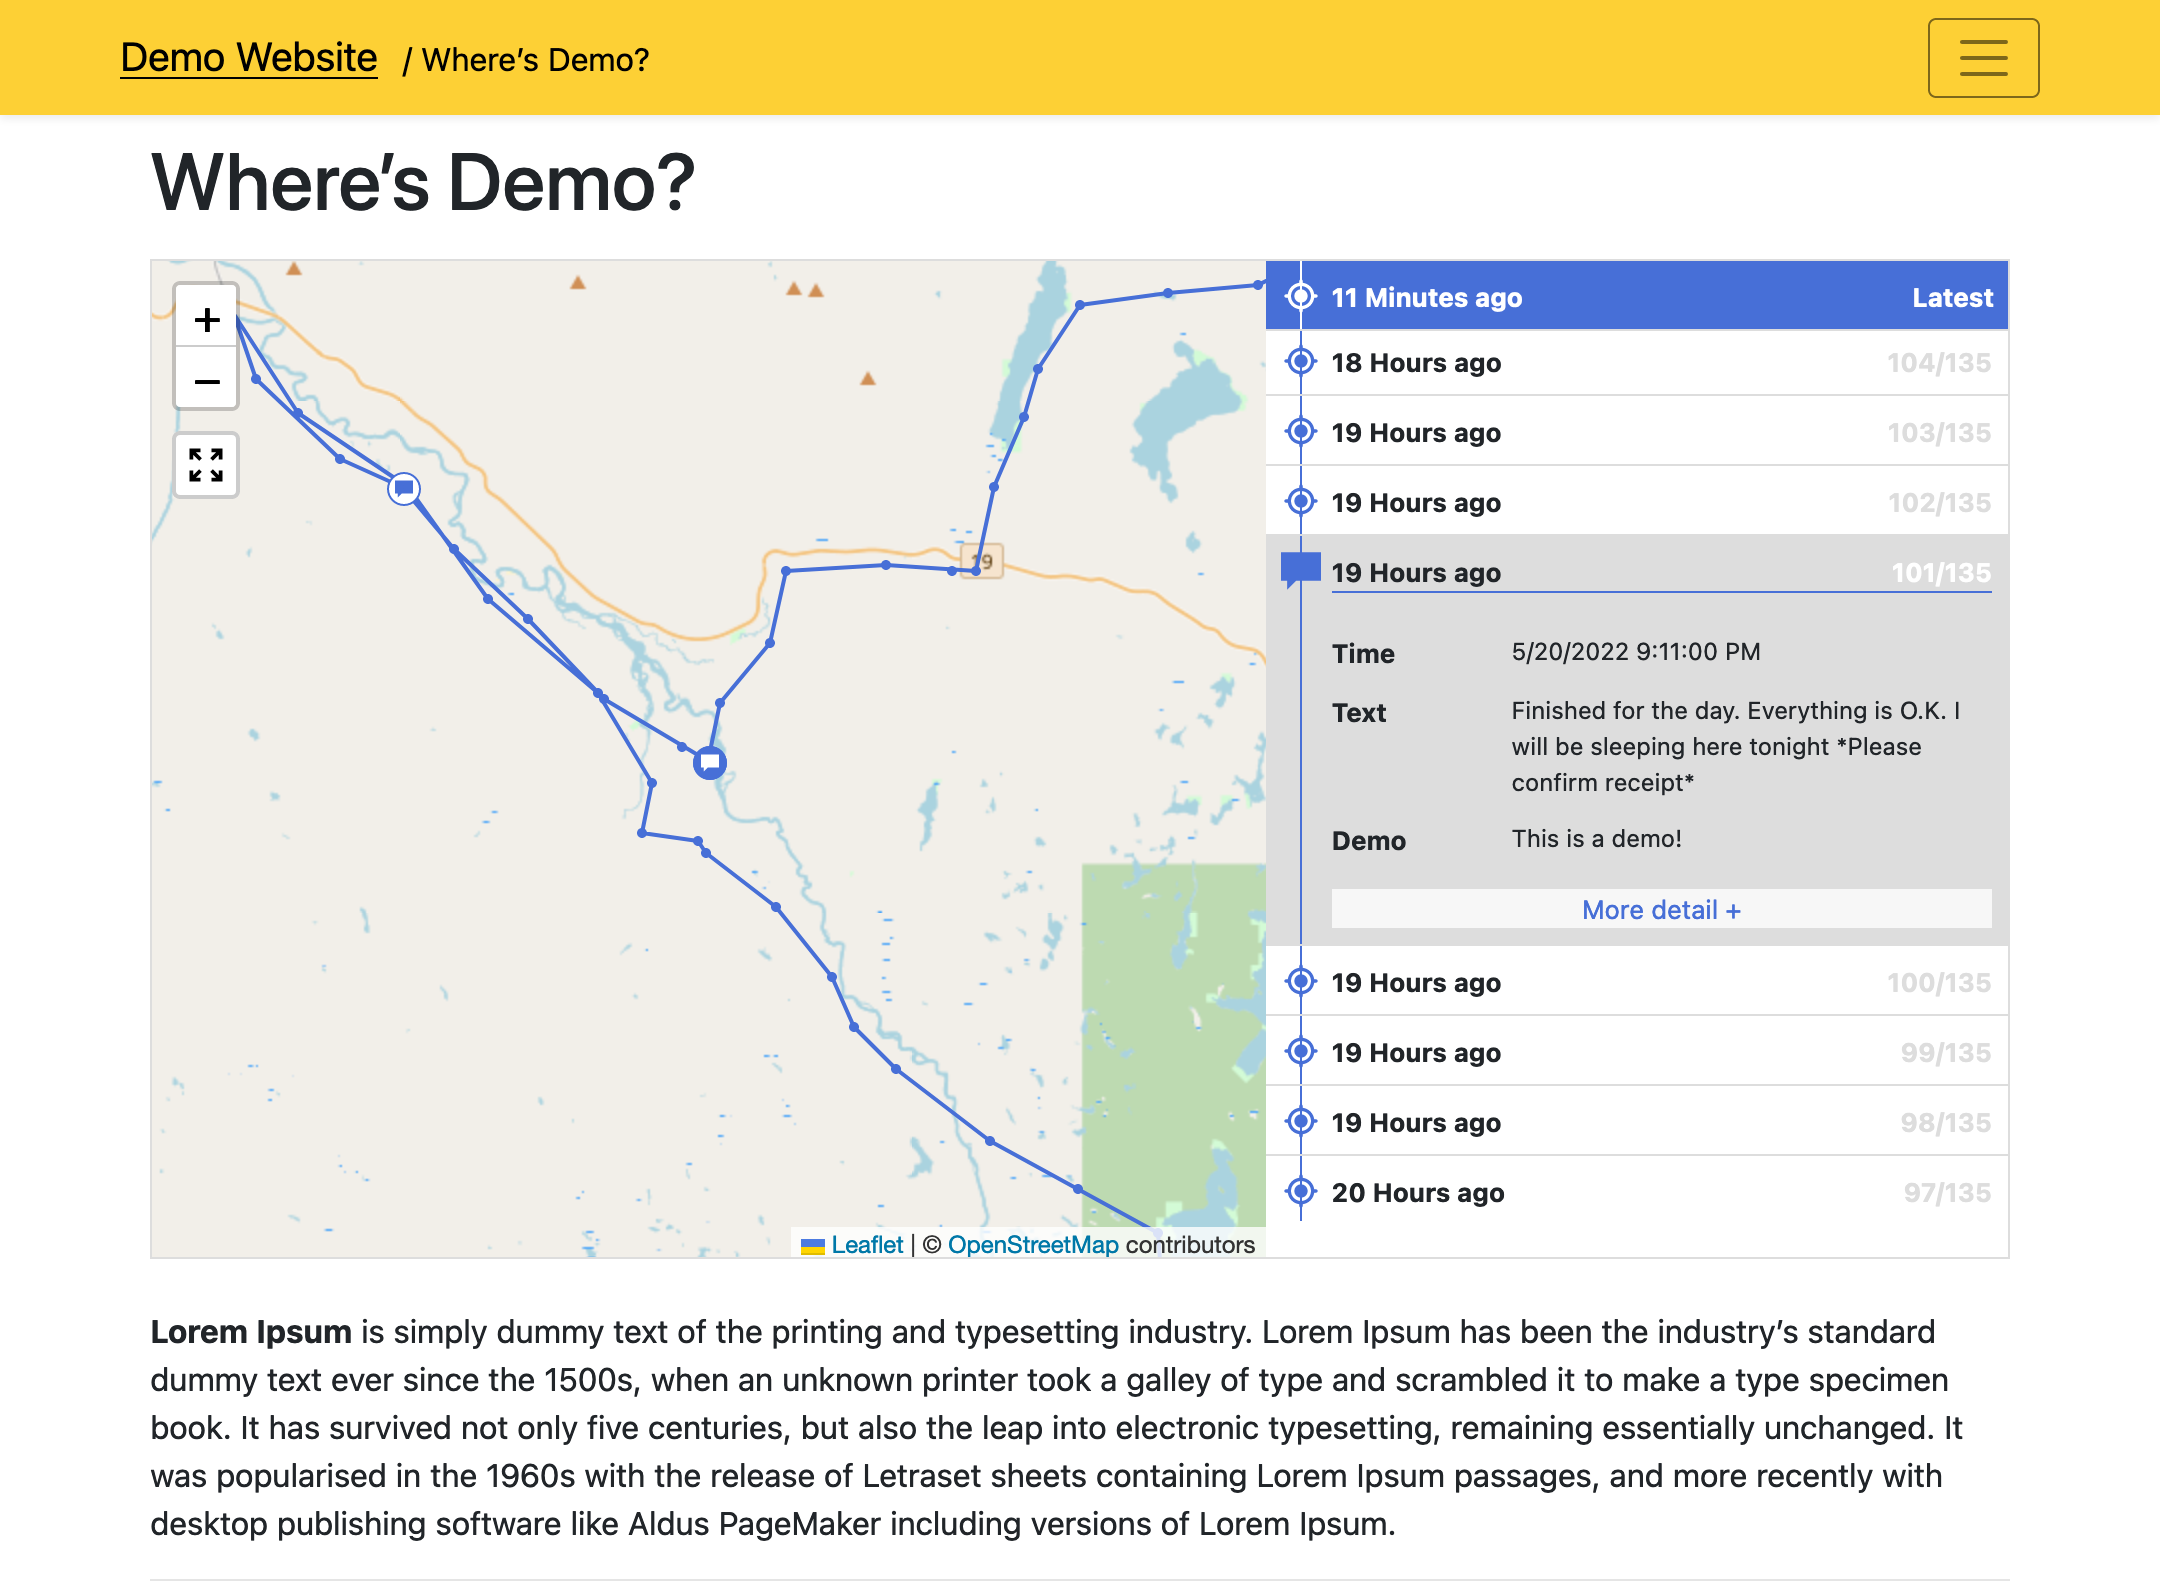 Demo Website / Where's Demo?
Where's Demo?
+
−
19
Leaflet | © OpenStreetMap contributors
11 Minutes ago Latest
18 Hours ago 104/135
19 Hours ago 103/135
19 Hours ago 102/135
19 Hours ago 101/135
Time 5/20/2022 9:11:00 PM
Text Finished for the day. Everything is O.K. I
will be sleeping here tonight *Please
confirm receipt*
Demo This is a demo!
More detail +
19 Hours ago 100/135
19 Hours ago 99/135
19 Hours ago 98/135
20 Hours ago 97/135
Lorem Ipsum is simply dummy text of the printing and typesetting industry. Lorem Ipsum has been the industry's standard
dummy text ever since the 1500s, when an unknown printer took a galley of type and scrambled it to make a type specimen
book. It has survived not only five centuries, but also the leap into electronic typesetting, remaining essentially unchanged. It
was popularised in the 1960s with the release of Letraset sheets containing Lorem Ipsum passages, and more recently with
desktop publishing software like Aldus PageMaker including versions of Lorem Ipsum.